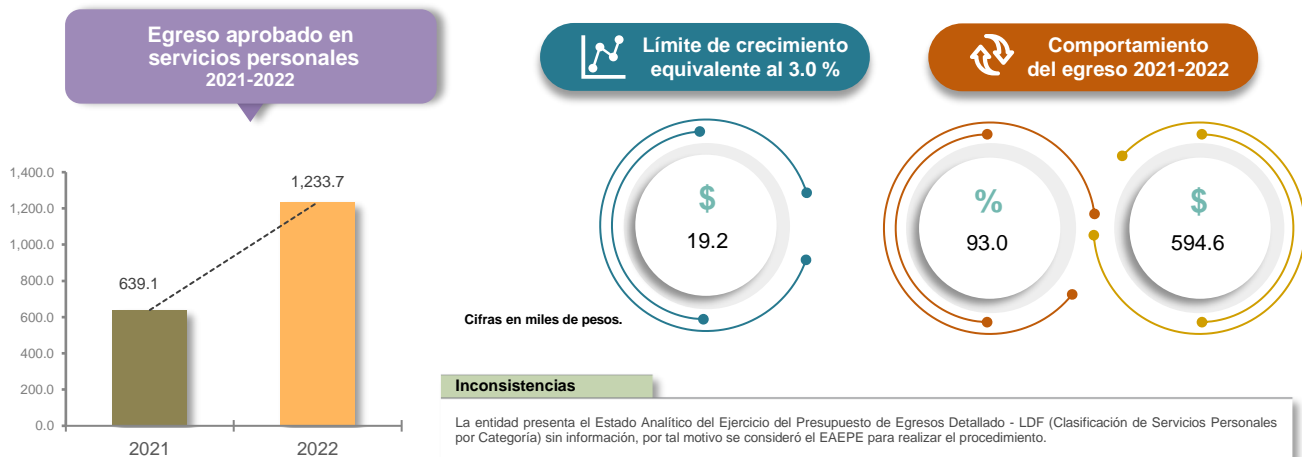 Egreso aprobado en
servicios personales
2021-2022
Límite de crecimiento
equivalente al 3.0 %
Comportamiento
del egreso 2021-2022
1,400.0
1,200.0
1,000.0
800.0
600.0
400.0
200.0
0.0
639.1
1,233.7
2021
2022
$
19.2
%
93.0
$
594.6
Cifras en miles de pesos.
Inconsistencias
La entidad presenta el Estado Analítico del Ejercicio del Presupuesto de Egresos Detallado - LDF (Clasificación de Servicios Personales
por Categoría) sin información, por tal motivo se consideró el EAEPE para realizar el procedimiento.